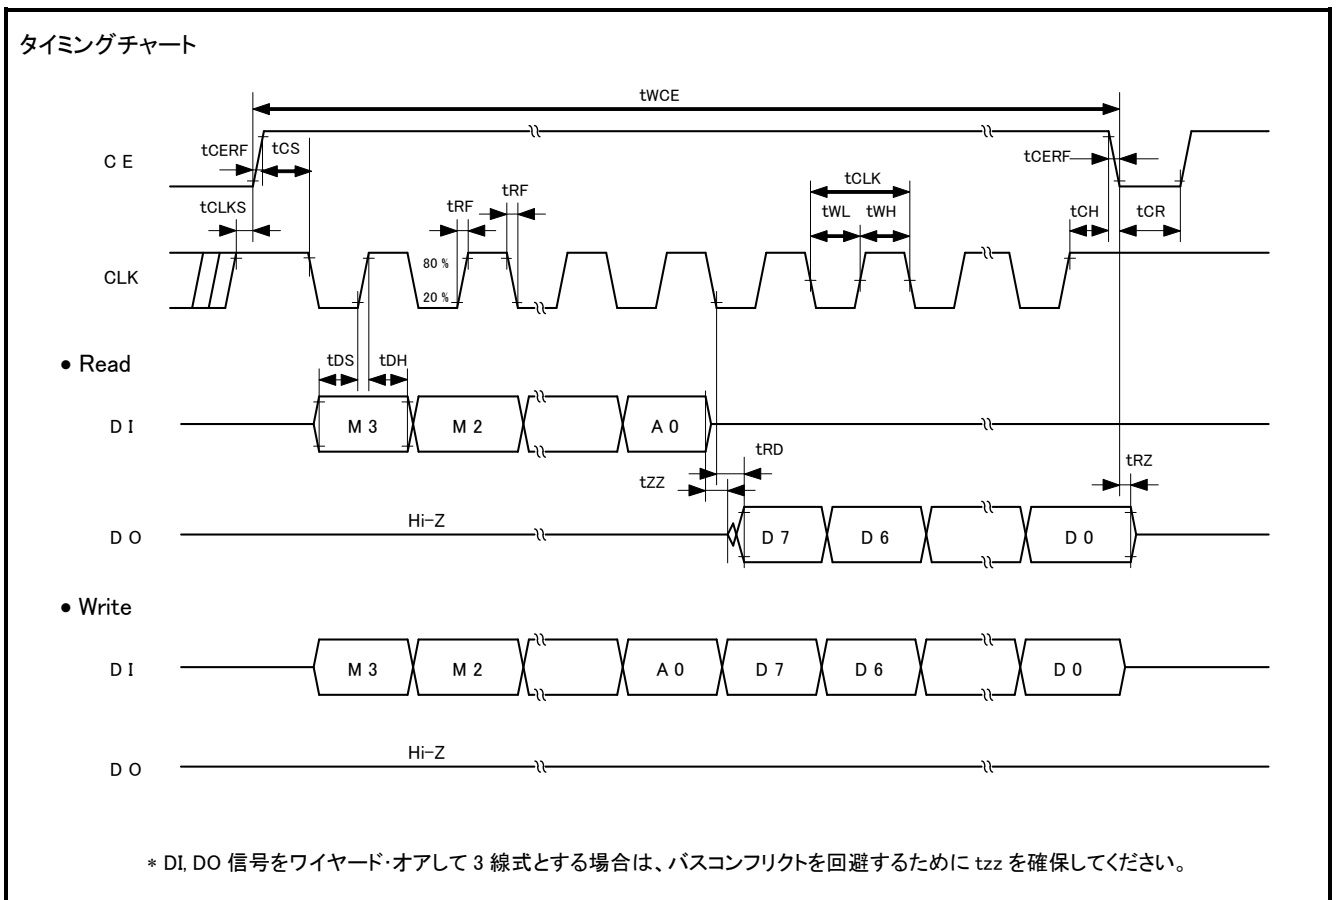 タイミングチャート
tWCE
C E
tCERF
tCS
tCERF
tCLK
tCLKS
tRF
tRF
tWL
tWH
tCH
tCR
CLK
80 %
20 %
• Read
tDS
tDH
D I
M 3
M 2
A 0
tRD
tZZ
tRZ
Hi-Z
D O
D 7
D 6
D 0
• Write
D I
M 3
M 2
A 0
D 7
D 6
D 0
Hi-Z
D O
* DI, DO 信号をワイヤード・オアして 3 線式とする場合は、バスコンフリクトを回避するために tzz を確保してください。